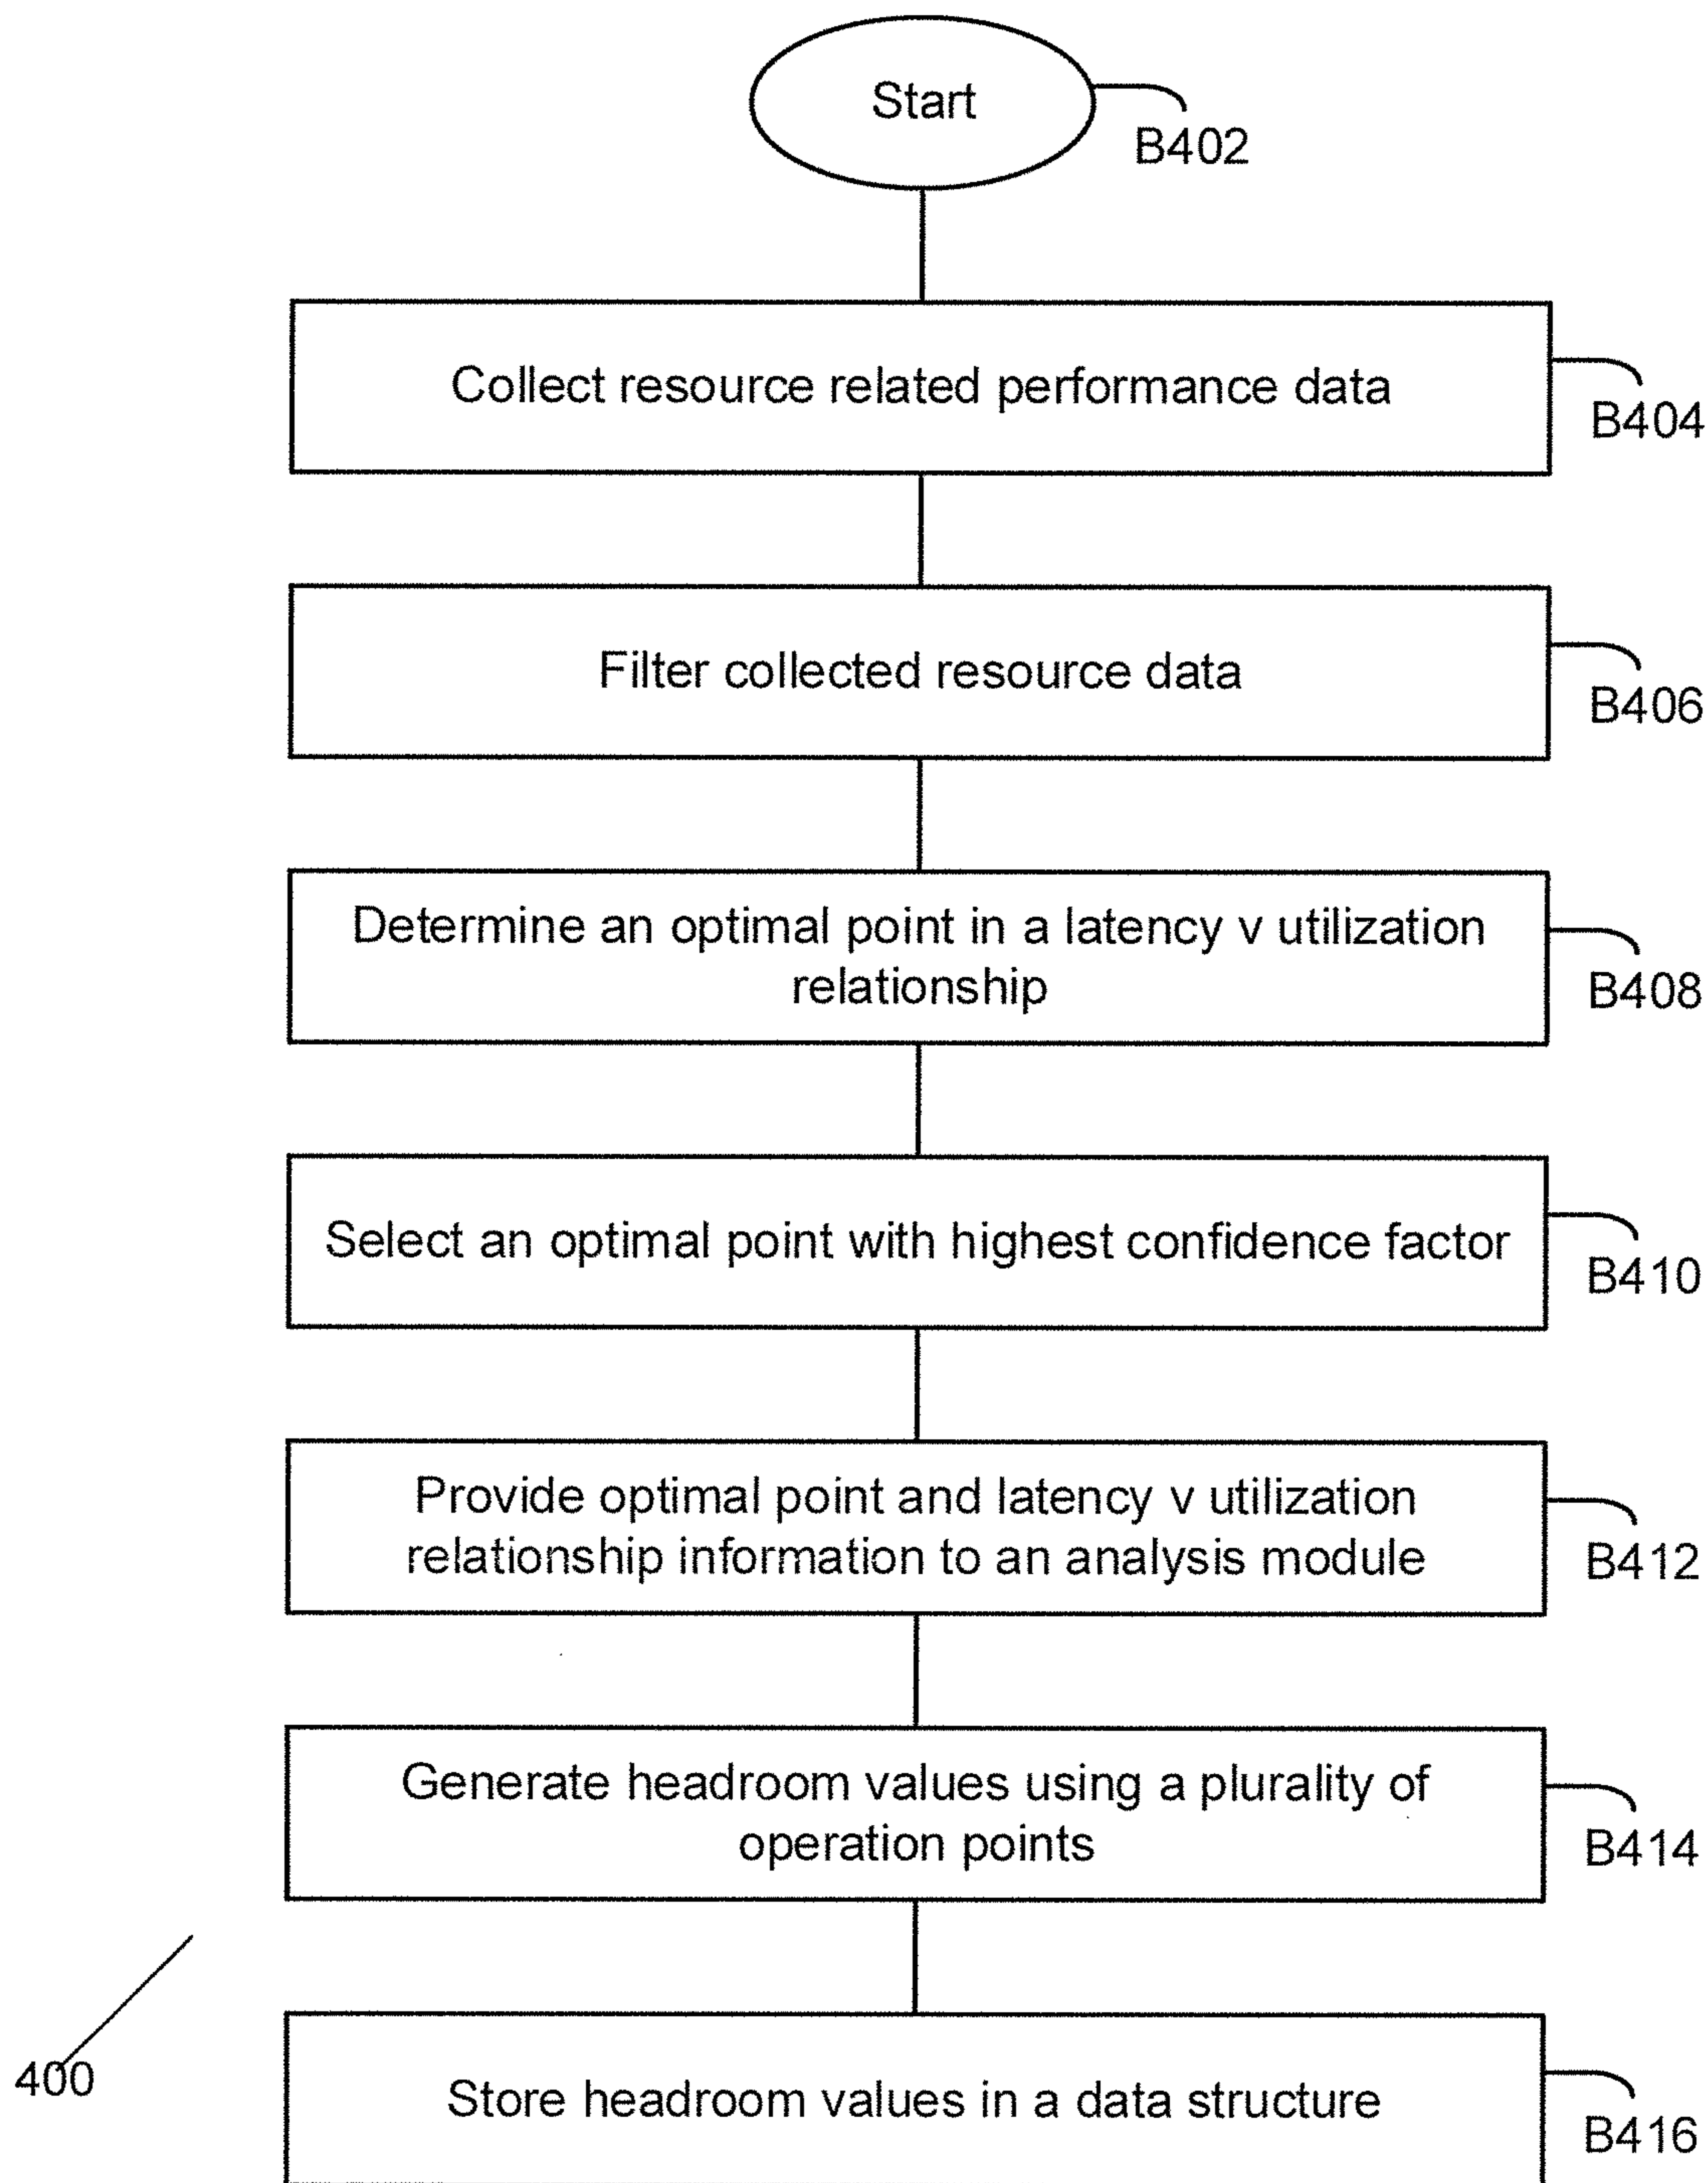 Start
B402
Collect resource related performance data
B404
Filter collected resource data
B406
Determine an optimal point in a latency v utilization
relationship
B408
Select an optimal point with highest confidence factor
B410
Provide optimal point and latency v utilization
relationship information to an analysis module
B412
Generate headroom values using a plurality of
operation points
B414
400
Store headroom values in a data structure
B416